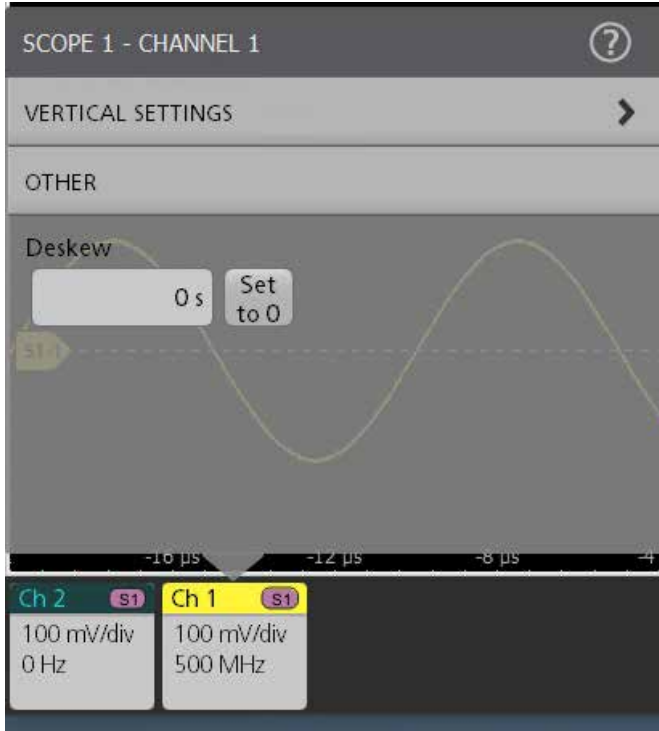 SCOPE 1 - CHANNEL 1
?
VERTICAL SETTINGS
OTHER
Deskew
0 s
Set
to 0
S1-1
-16 µs -12 µs -8 µs -4
Ch 2 S1 Ch 1 S1
100 mV/div 100 mV/div
0 Hz 500 MHz